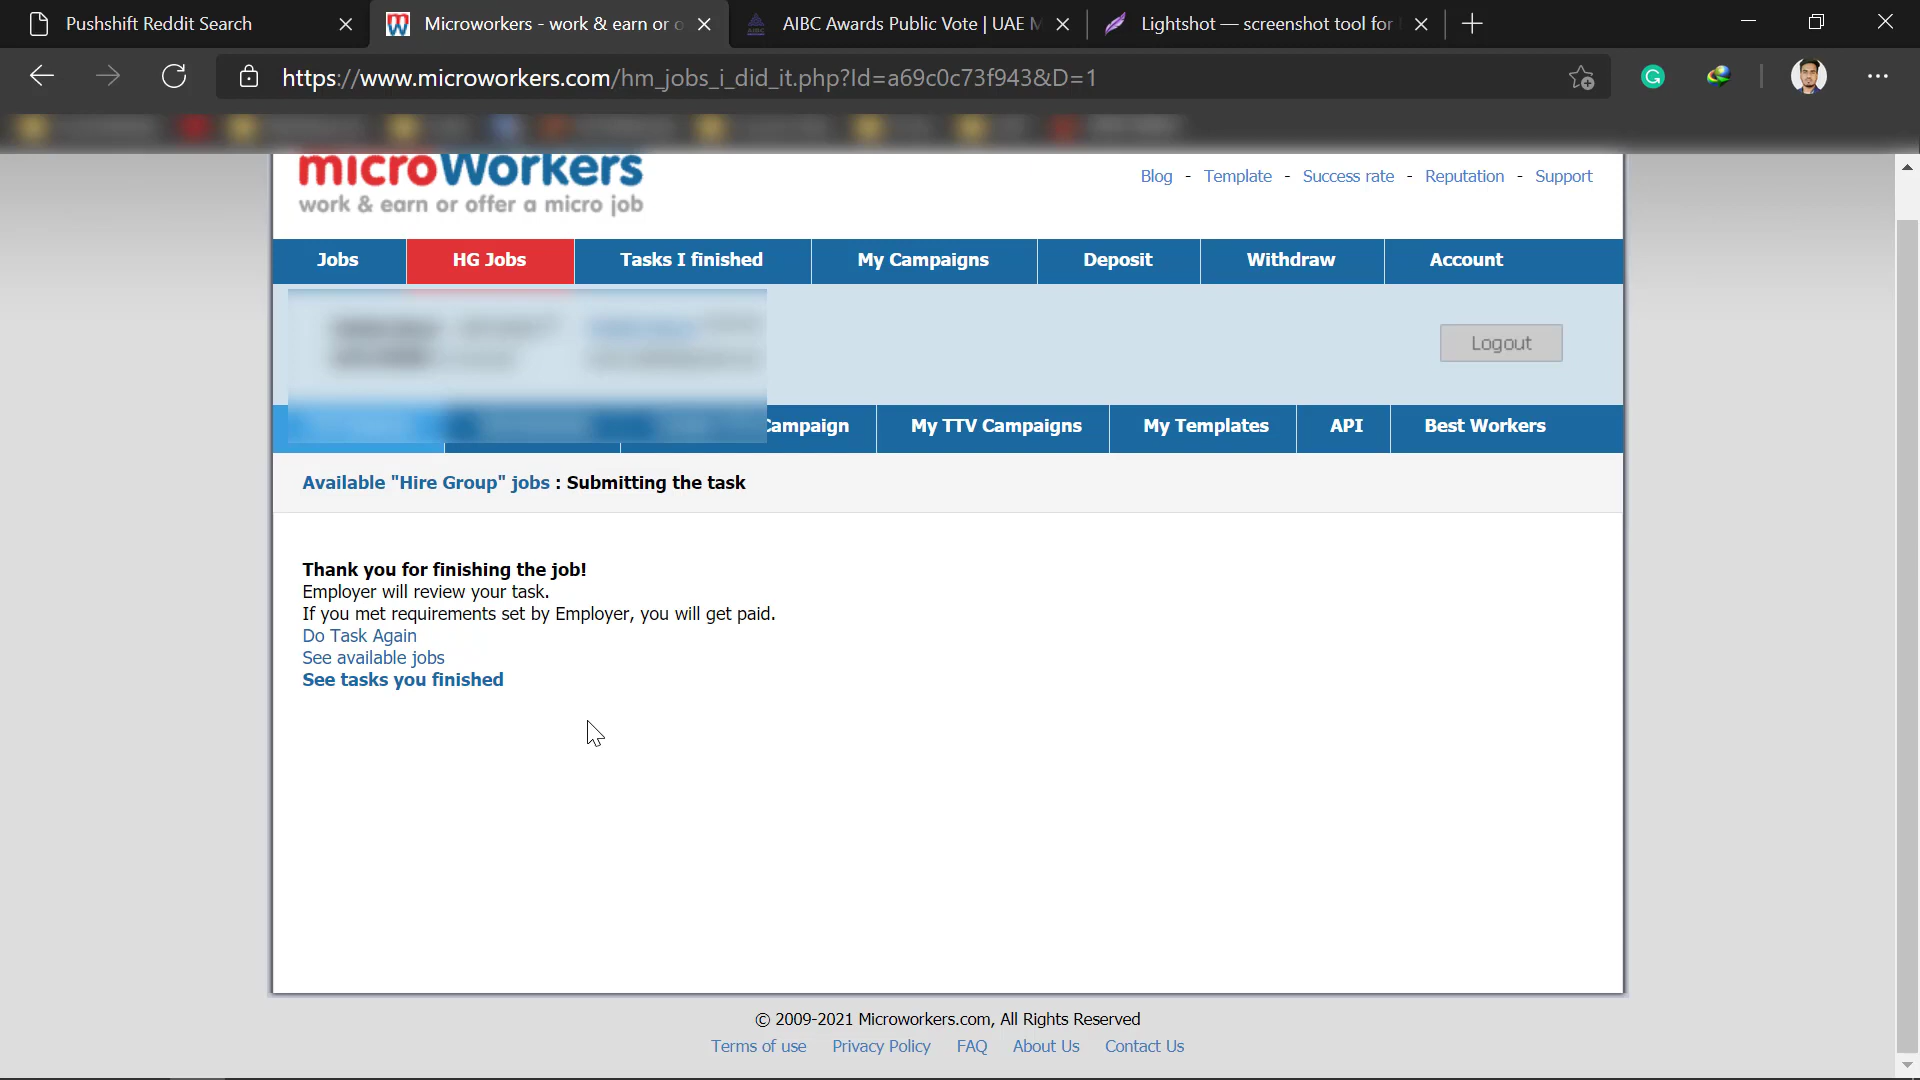 Pushshift Reddit Search
Microworkers - work & earn or o
AIBC Awards Public Vote | UAE M
Lightshot — screenshot tool for
https://www.microworkers.com/hm_jobs_i_did_it.php?Id=a69c0c73f943&D=1
microWorkers
work & earn or offer a micro job
Blog - Template - Success rate - Reputation - Support
Jobs HG Jobs Tasks I finished My Campaigns Deposit Withdraw Account
Logout
Campaign My TTV Campaigns My Templates API Best Workers
Available "Hire Group" jobs : Submitting the task
Thank you for finishing the job!
Employer will review your task.
If you met requirements set by Employer, you will get paid.
Do Task Again
See available jobs
See tasks you finished
© 2009-2021 Microworkers.com, All Rights Reserved
Terms of use Privacy Policy FAQ About Us Contact Us